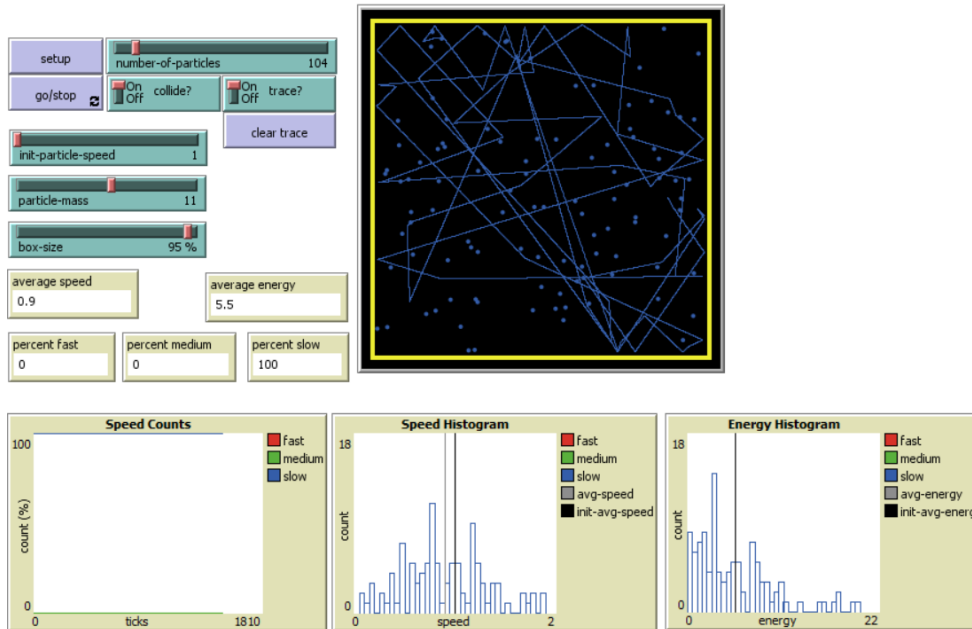 setup
number-of-particles
104
go/stop
On
Off
collide?
On
Off
trace?
clear trace
init-particle-speed
1
particle-mass
11
box-size
95 %
average speed
0.9
average energy
5.5
percent fast
0
percent medium
0
percent slow
100
Speed Counts
100
count (%)
0
ticks
1810
fast
medium
slow
Speed Histogram
18
count
0
speed
2
fast
medium
slow
avg-speed
init-avg-speed
Energy Histogram
18
count
0
0
energy
22
fast
medium
slow
avg-energy
init-avg-energ